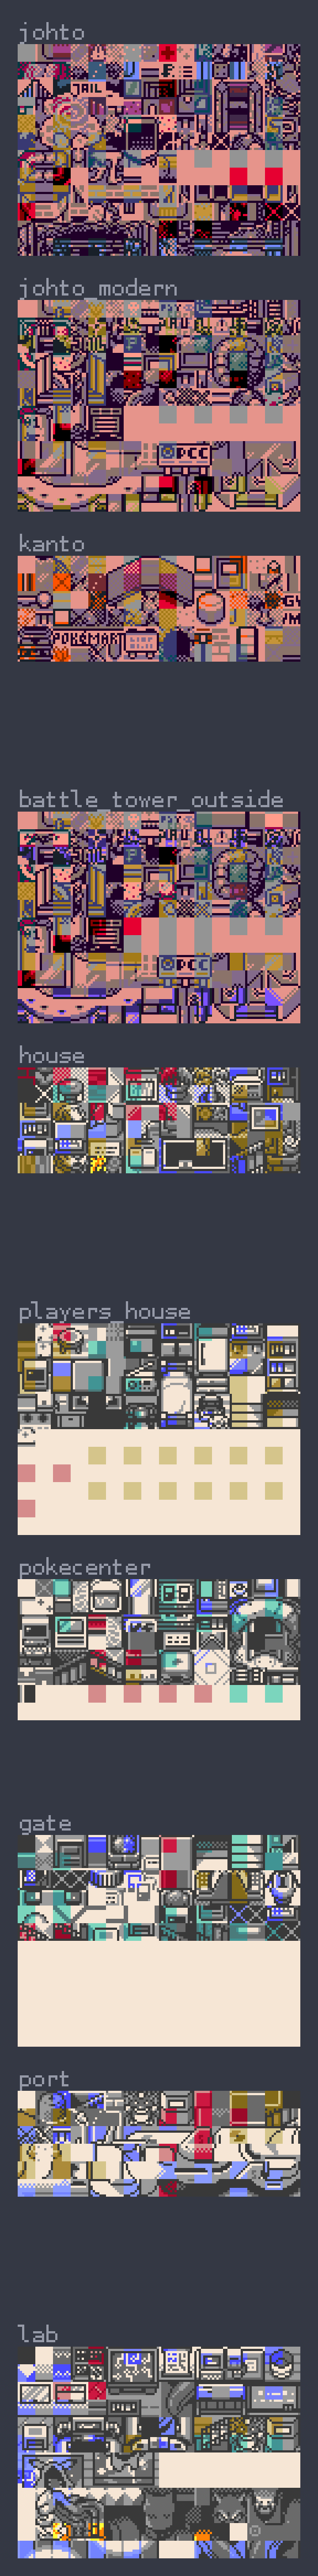 johto
JAIL
johto_modern
PCC
kanto
POKéMART
battle_tower_outside
PCC
house
players_house
pokecenter
gate
port
lab